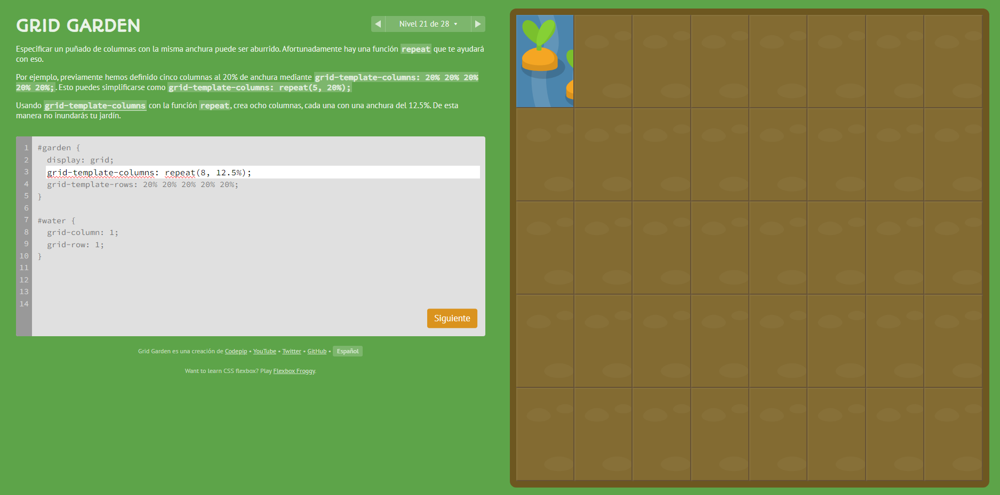 GRID GARDEN
Nivel 21 de 28
Especificar un puñado de columnas con la misma anchura puede ser aburrido. Afortunadamente hay una función repeat que te ayudará
con eso.
Por ejemplo, previamente hemos definido cinco columnas al 20% de anchura mediante grid-template-columns: 20% 20% 20%
20% 20%;. Esto puedes simplificarse como grid-template-columns: repeat(5, 20%);
Usando grid-template-columns con la función repeat, crea ocho columnas, cada una con una anchura del 12.5%. De esta
manera no inundarás tu jardín.
1 #garden {
2 display: grid;
3 grid-template-columns: repeat(8, 12.5%);
4 grid-template-rows: 20% 20% 20% 20% 20%;
5 }
6
7 #water {
8 grid-column: 1;
9 grid-row: 1;
10 }
11
12
13
14
Siguiente
Grid Garden es una creación de Codepip • YouTube • Twitter • GitHub • Español
Want to learn CSS flexbox? Play Flexbox Froggy.